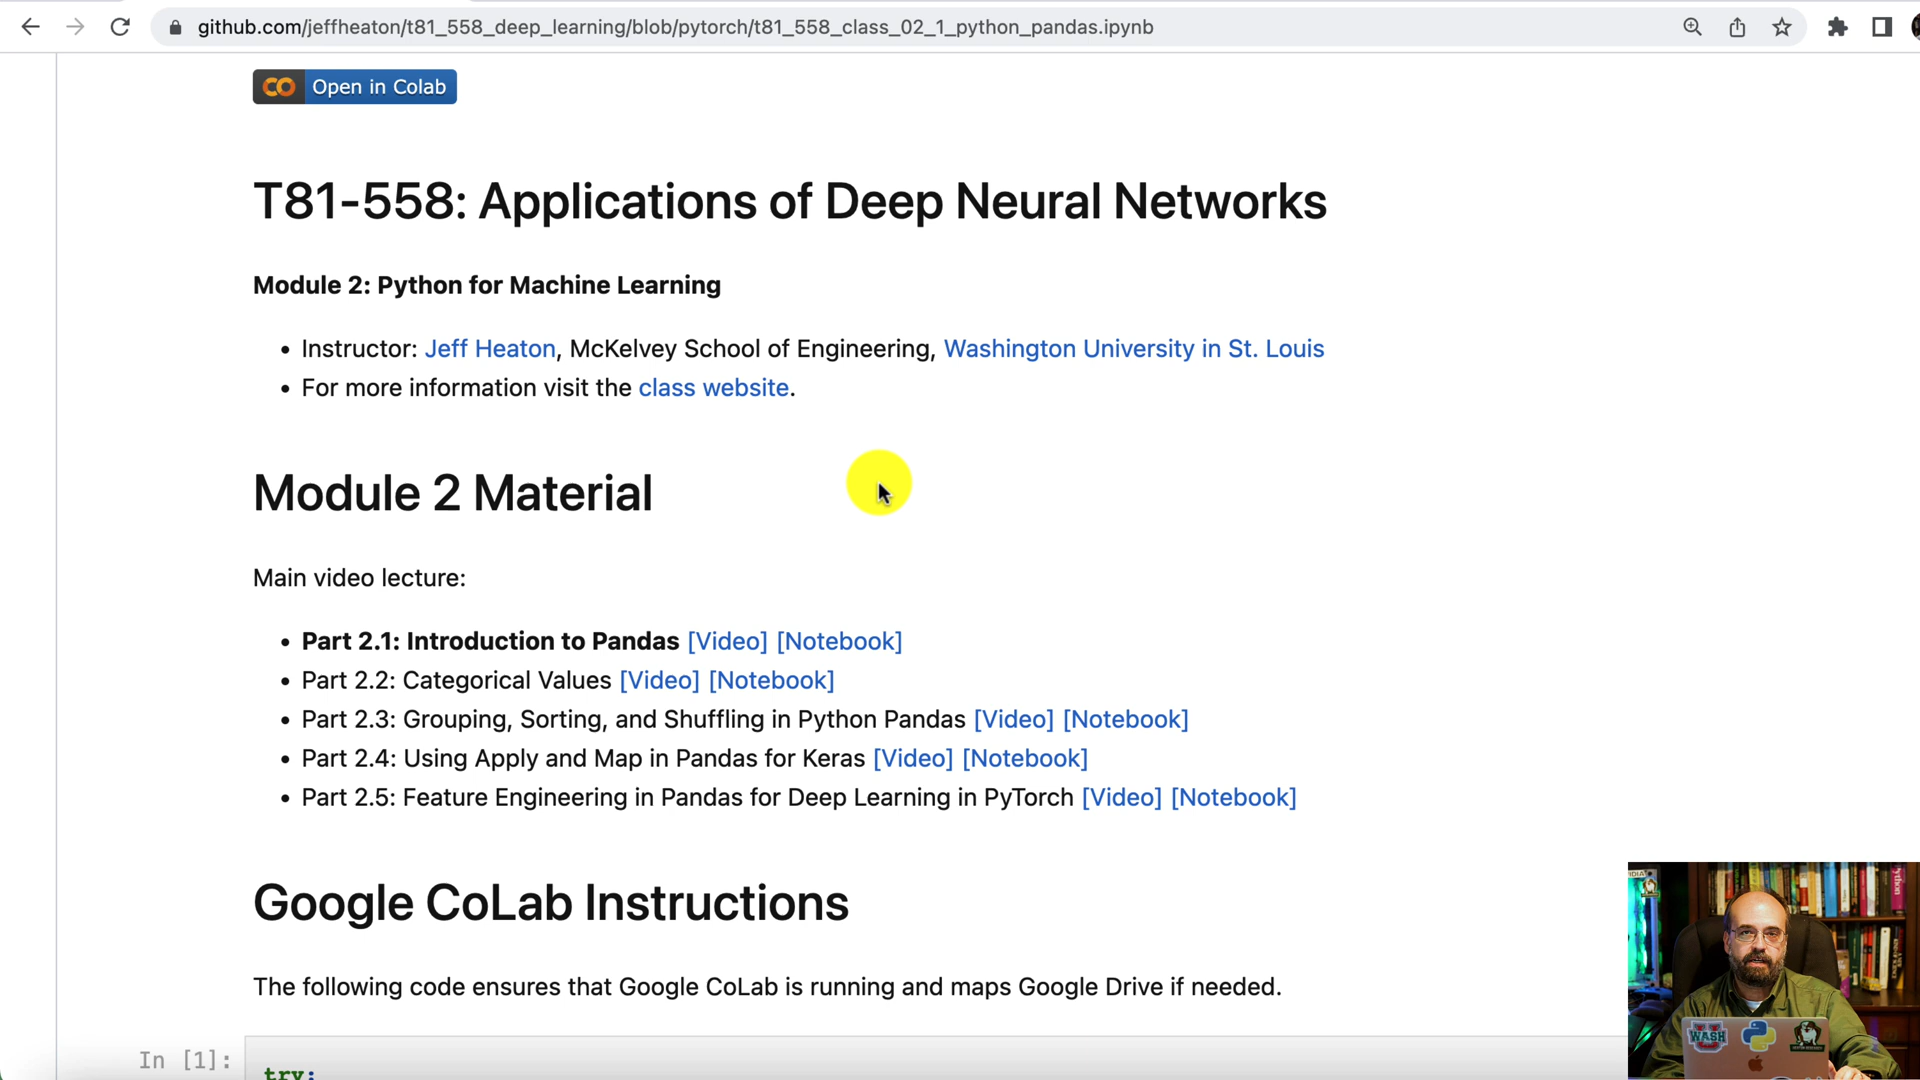 github.com/jeffheaton/t81_558_deep_learning/blob/pytorch/t81_558_class_02_1_python_pandas.ipynb
CO Open in Colab
T81-558: Applications of Deep Neural Networks
Module 2: Python for Machine Learning
• Instructor: Jeff Heaton, McKelvey School of Engineering, Washington University in St. Louis
• For more information visit the class website.
Module 2 Material
Main video lecture:
• Part 2.1: Introduction to Pandas [Video] [Notebook]
• Part 2.2: Categorical Values [Video] [Notebook]
• Part 2.3: Grouping, Sorting, and Shuffling in Python Pandas [Video] [Notebook]
• Part 2.4: Using Apply and Map in Pandas for Keras [Video] [Notebook]
• Part 2.5: Feature Engineering in Pandas for Deep Learning in PyTorch [Video] [Notebook]
Google CoLab Instructions
The following code ensures that Google CoLab is running and maps Google Drive if needed.
In [1]:
try:
WASH